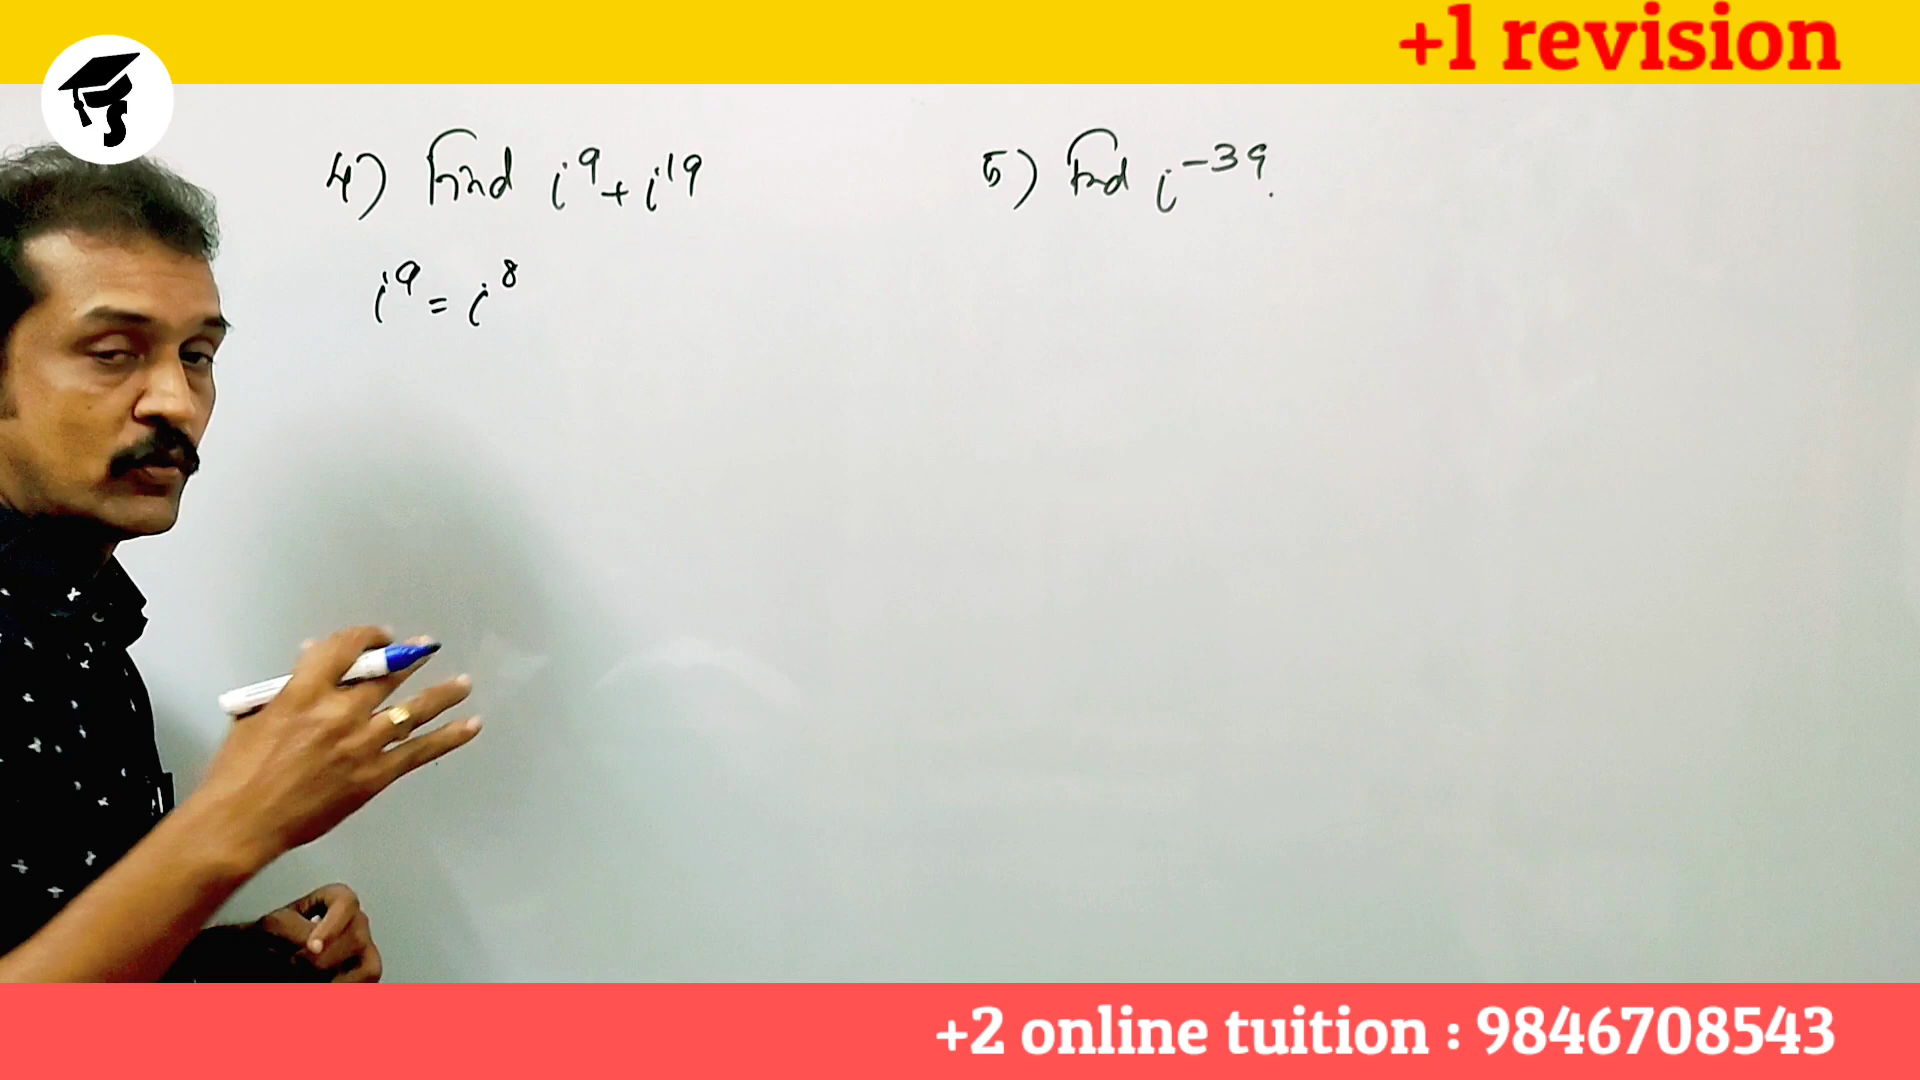 +1 revision
4) Find i⁹ + i¹⁹
i⁹ = i⁸
5) Find i⁻³⁹.
+2 online tuition : 9846708543